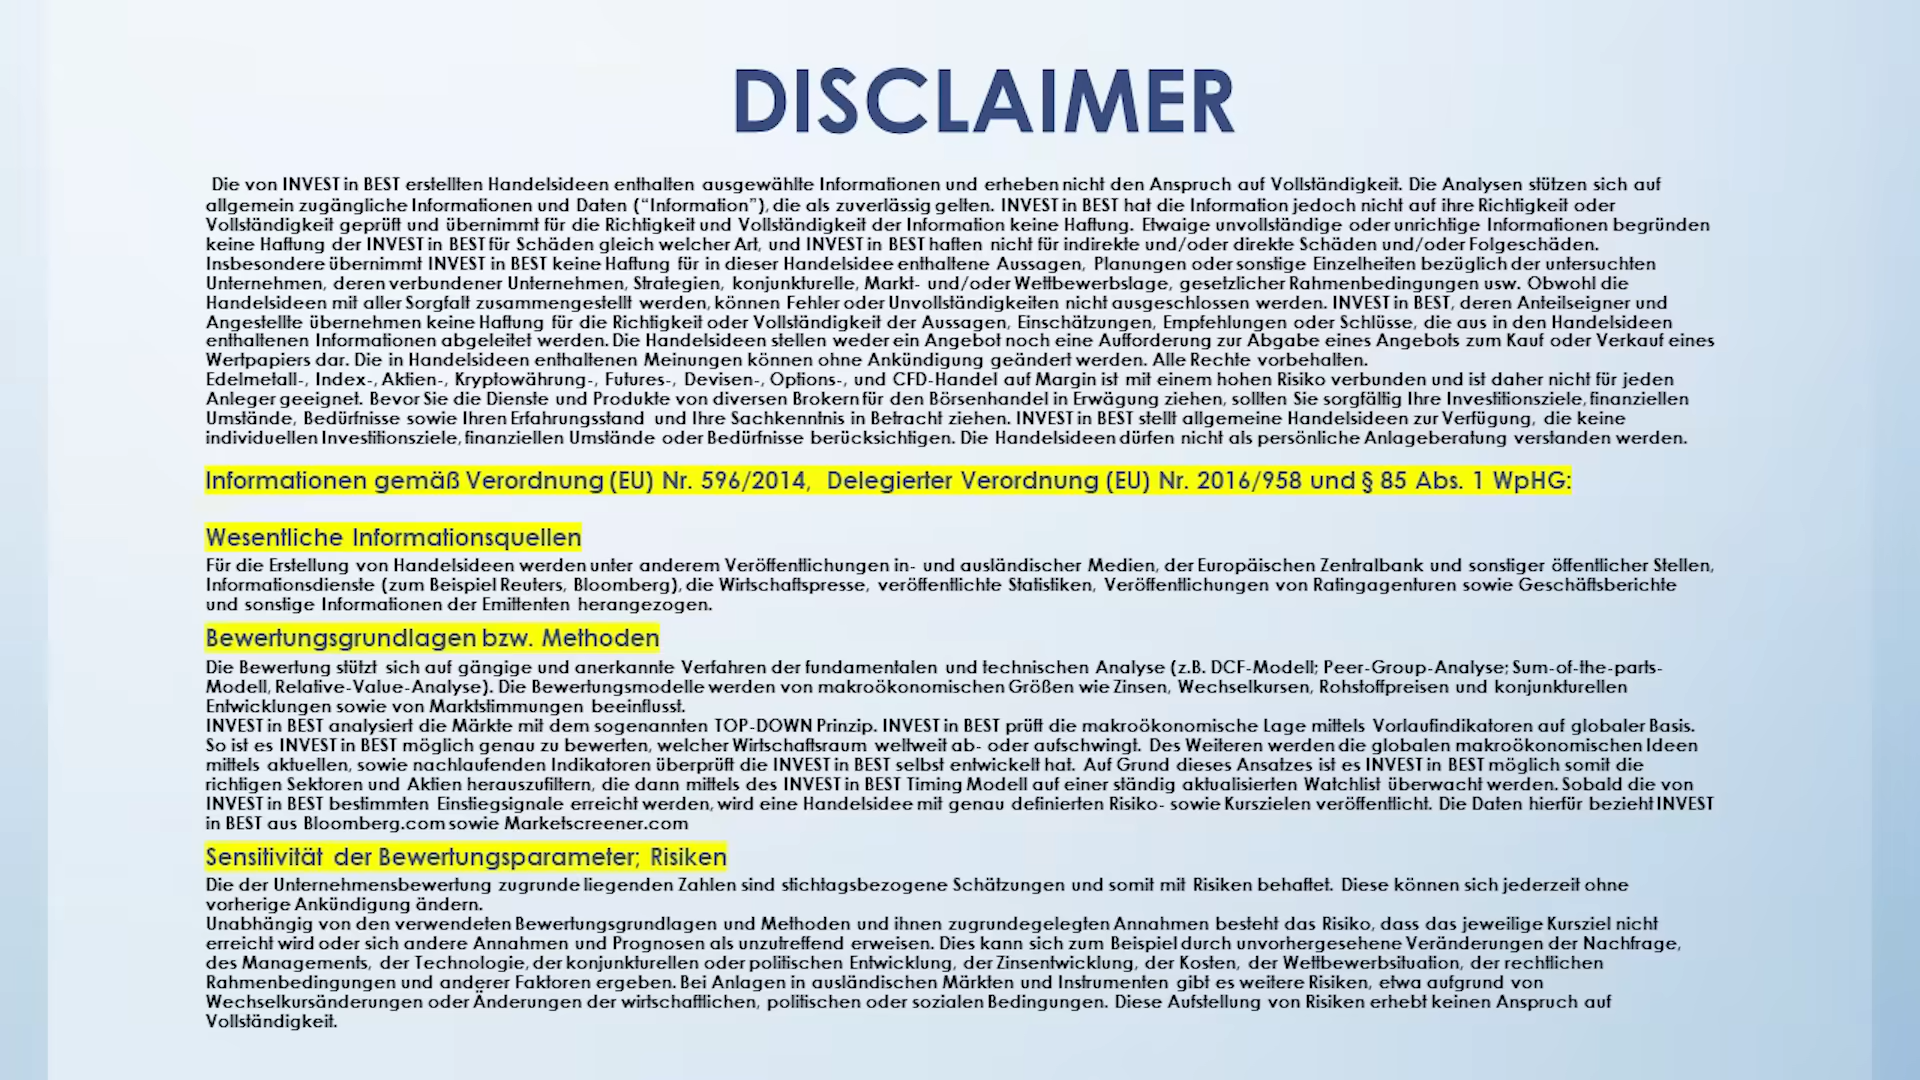 DISCLAIMER
Die von INVEST in BEST erstellten Handelsideen enthalten ausgewählte Informationen und erheben nicht den Anspruch auf Vollständigkeit. Die Analysen stützen sich auf
allgemein zugängliche Informationen und Daten (“Information”), die als zuverlässig gelten. INVEST in BEST hat die Information jedoch nicht auf ihre Richtigkeit oder
Vollständigkeit geprüft und übernimmt für die Richtigkeit und Vollständigkeit der Information keine Haftung. Etwaige unvollständige oder unrichtige Informationen begründen
keine Haftung der INVEST in BEST für Schäden gleich welcher Art, und INVEST in BEST haften nicht für indirekte und/oder direkte Schäden und/oder Folgeschäden.
Insbesondere übernimmt INVEST in BEST keine Haftung für in dieser Handelsidee enthaltene Aussagen, Planungen oder sonstige Einzelheiten bezüglich der untersuchten
Unternehmen, deren verbundener Unternehmen, Strategien, konjunkturelle, Markt- und/oder Wettbewerbslage, gesetzlicher Rahmenbedingungen usw. Obwohl die
Handelsideen mit aller Sorgfalt zusammengestellt werden, können Fehler oder Unvollständigkeiten nicht ausgeschlossen werden. INVEST in BEST, deren Anteilseigner und
Angestellte übernehmen keine Haftung für die Richtigkeit oder Vollständigkeit der Aussagen, Einschätzungen, Empfehlungen oder Schlüsse, die aus in den Handelsideen
enthaltenen Informationen abgeleitet werden. Die Handelsideen stellen weder ein Angebot noch eine Aufforderung zur Abgabe eines Angebots zum Kauf oder Verkauf eines
Wertpapiers dar. Die in Handelsideen enthaltenen Meinungen können ohne Ankündigung geändert werden. Alle Rechte vorbehalten.
Edelmetall-, Index-, Aktien-, Kryptowährung-, Futures-, Devisen-, Options-, und CFD-Handel auf Margin ist mit einem hohen Risiko verbunden und ist daher nicht für jeden
Anleger geeignet. Bevor Sie die Dienste und Produkte von diversen Brokern für den Börsenhandel in Erwägung ziehen, sollten Sie sorgfältig Ihre Investitionsziele, finanziellen
Umstände, Bedürfnisse sowie Ihren Erfahrungsstand und Ihre Sachkenntnis in Betracht ziehen. INVEST in BEST stellt allgemeine Handelsideen zur Verfügung, die keine
individuellen Investitionsziele, finanziellen Umstände oder Bedürfnisse berücksichtigen. Die Handelsideen dürfen nicht als persönliche Anlageberatung verstanden werden.
Informationen gemäß Verordnung (EU) Nr. 596/2014, Delegierter Verordnung (EU) Nr. 2016/958 und § 85 Abs. 1 WpHG:
Wesentliche Informationsquellen
Für die Erstellung von Handelsideen werden unter anderem Veröffentlichungen in- und ausländischer Medien, der Europäischen Zentralbank und sonstiger öffentlicher Stellen,
Informationsdienste (zum Beispiel Reuters, Bloomberg), die Wirtschaftspresse, veröffentlichte Statistiken, Veröffentlichungen von Ratingagenturen sowie Geschäftsberichte
und sonstige Informationen der Emittenten herangezogen.
Bewertungsgrundlagen bzw. Methoden
Die Bewertung stützt sich auf gängige und anerkannte Verfahren der fundamentalen und technischen Analyse (z.B. DCF-Modell; Peer-Group-Analyse; Sum-of-the-parts-
Modell, Relative-Value-Analyse). Die Bewertungsmodelle werden von makroökonomischen Größen wie Zinsen, Wechselkursen, Rohstoffpreisen und konjunkturellen
Entwicklungen sowie von Marktstimmungen beeinflusst.
INVEST in BEST analysiert die Märkte mit dem sogenannten TOP-DOWN Prinzip. INVEST in BEST prüft die makroökonomische Lage mittels Vorlaufindikatoren auf globaler Basis.
So ist es INVEST in BEST möglich genau zu bewerten, welcher Wirtschaftsraum weltweit ab- oder aufschwingt. Des Weiteren werden die globalen makroökonomischen Ideen
mittels aktuellen, sowie nachlaufenden Indikatoren überprüft die INVEST in BEST selbst entwickelt hat. Auf Grund dieses Ansatzes ist es INVEST in BEST möglich somit die
richtigen Sektoren und Aktien herauszufiltern, die dann mittels des INVEST in BEST Timing Modell auf einer ständig aktualisierten Watchlist überwacht werden. Sobald die von
INVEST in BEST bestimmten Einstiegsignale erreicht werden, wird eine Handelsidee mit genau definierten Risiko- sowie Kurszielen veröffentlicht. Die Daten hierfür bezieht INVEST
in BEST aus Bloomberg.com sowie Marketscreener.com
Sensitivität der Bewertungsparameter; Risiken
Die der Unternehmensbewertung zugrunde liegenden Zahlen sind stichtagsbezogene Schätzungen und somit mit Risiken behaftet. Diese können sich jederzeit ohne
vorherige Ankündigung ändern.
Unabhängig von den verwendeten Bewertungsgrundlagen und Methoden und ihnen zugrundegelegten Annahmen besteht das Risiko, dass das jeweilige Kursziel nicht
erreicht wird oder sich andere Annahmen und Prognosen als unzutreffend erweisen. Dies kann sich zum Beispiel durch unvorhergesehene Veränderungen der Nachfrage,
des Managements, der Technologie, der konjunkturellen oder politischen Entwicklung, der Zinsentwicklung, der Kosten, der Wettbewerbsituation, der rechtlichen
Rahmenbedingungen und anderer Faktoren ergeben. Bei Anlagen in ausländischen Märkten und Instrumenten gibt es weitere Risiken, etwa aufgrund von
Wechselkursänderungen oder Änderungen der wirtschaftlichen, politischen oder sozialen Bedingungen. Diese Aufstellung von Risiken erhebt keinen Anspruch auf
Vollständigkeit.